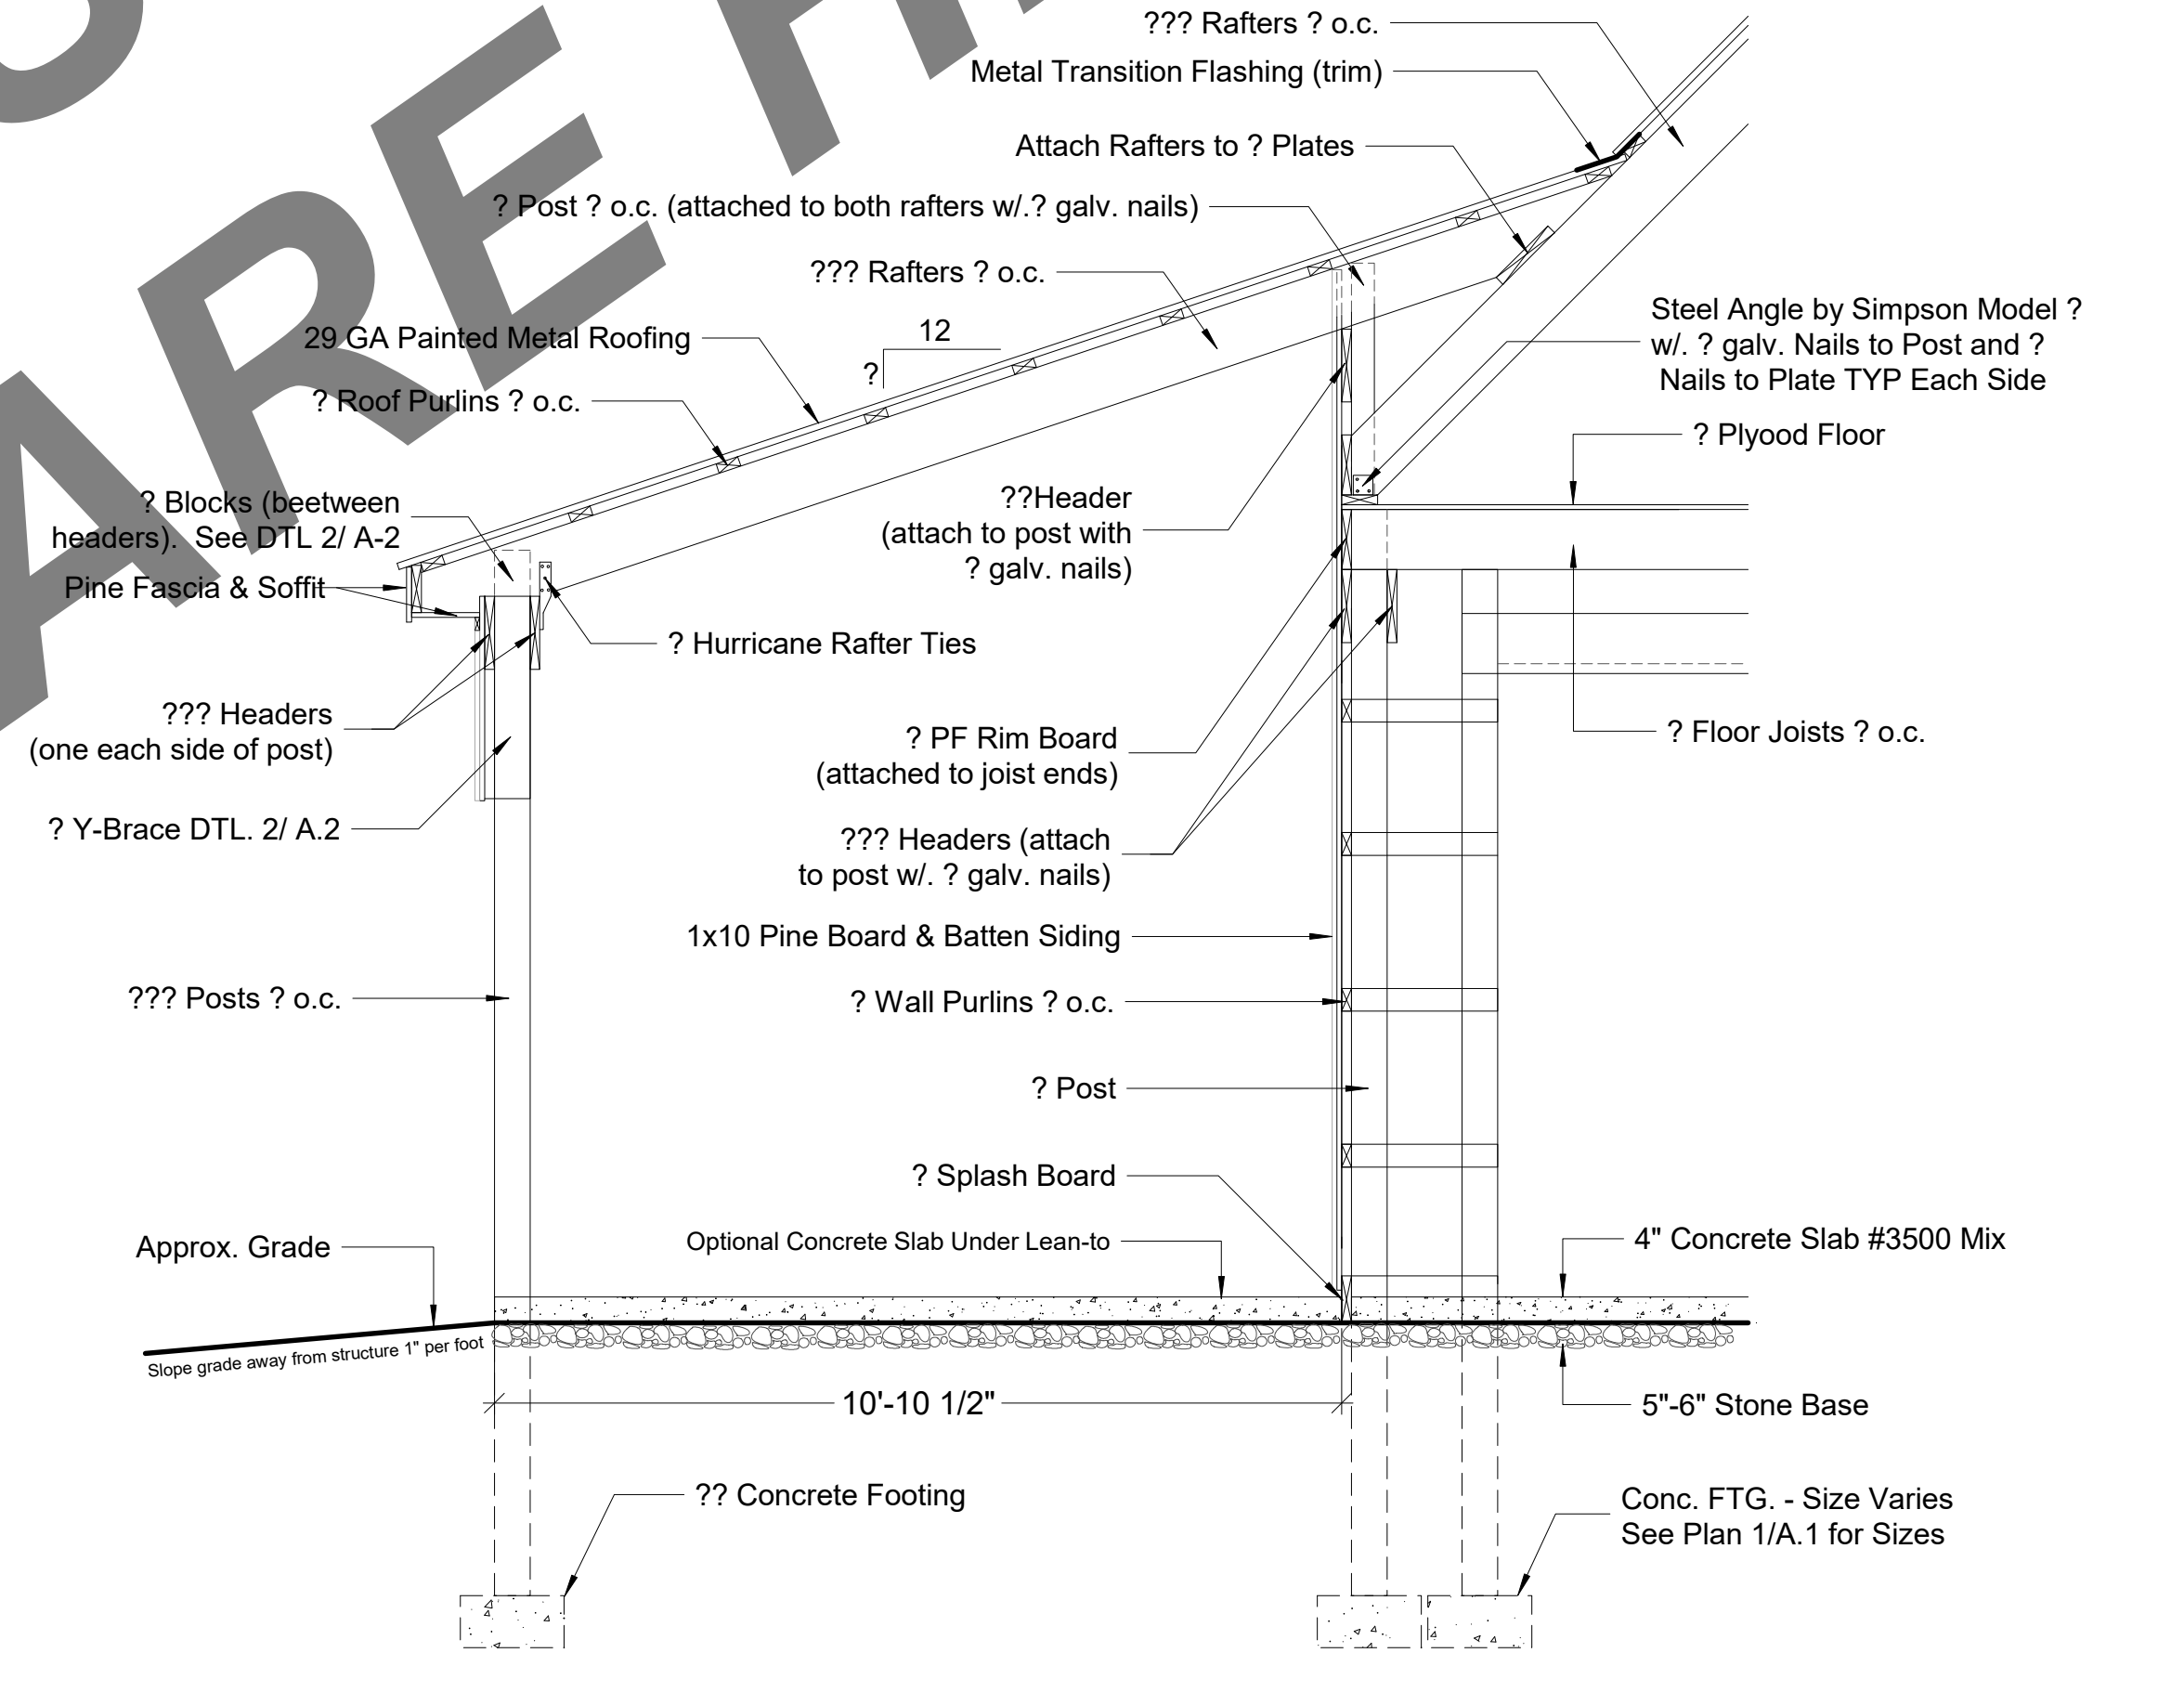 ARE
??? Rafters ? o.c.
Metal Transition Flashing (trim)
Attach Rafters to ? Plates
? Post ? o.c. (attached to both rafters w/.? galv. nails)
??? Rafters ? o.c.
12
?
29 GA Painted Metal Roofing
? Roof Purlins ? o.c.
Steel Angle by Simpson Model ?
w/. ? galv. Nails to Post and ?
Nails to Plate TYP Each Side
? Plyood Floor
? Blocks (beetween
headers).  See DTL 2/ A-2
Pine Fascia & Soffit
??Header
(attach to post with
? galv. nails)
? Hurricane Rafter Ties
??? Headers
(one each side of post)
? PF Rim Board
(attached to joist ends)
? Floor Joists ? o.c.
? Y-Brace DTL. 2/ A.2
??? Headers (attach
to post w/. ? galv. nails)
1x10 Pine Board & Batten Siding
??? Posts ? o.c.
? Wall Purlins ? o.c.
? Post
? Splash Board
Approx. Grade
Optional Concrete Slab Under Lean-to
4" Concrete Slab #3500 Mix
Slope grade away from structure 1" per foot
10'-10 1/2"
5"-6" Stone Base
?? Concrete Footing
Conc. FTG. - Size Varies
See Plan 1/A.1 for Sizes